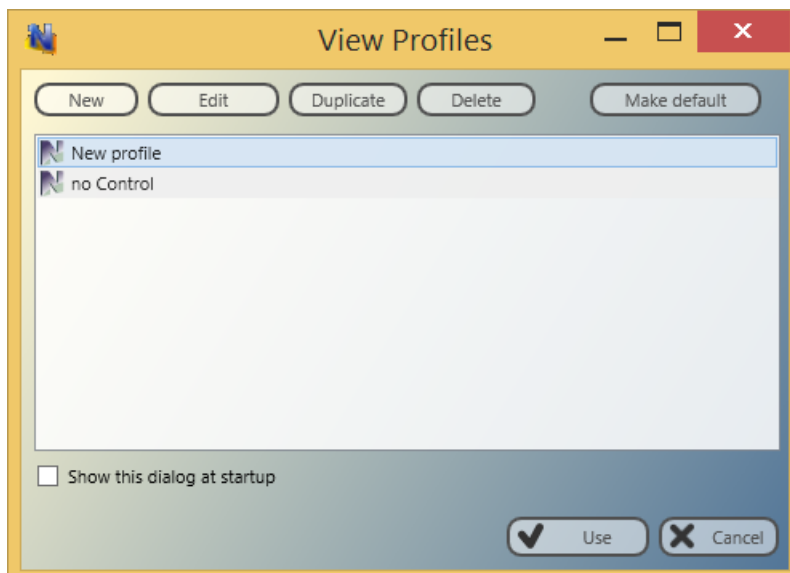 View Profiles
New Edit Duplicate Delete Make default
New profile
no Control
Show this dialog at startup
Use Cancel